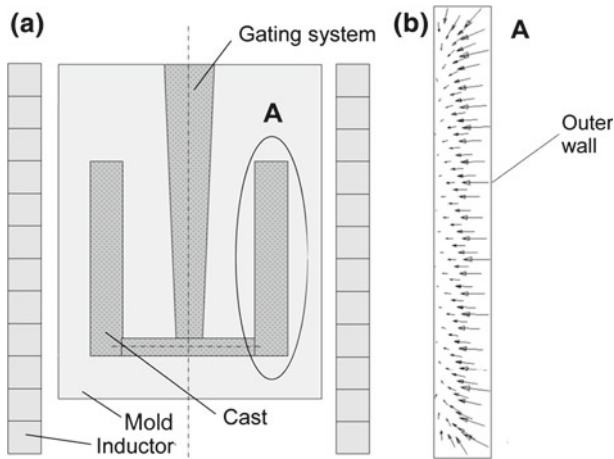 (a)
Gating system
A
Mold
Inductor
Cast
(b)
A
Outer
wall